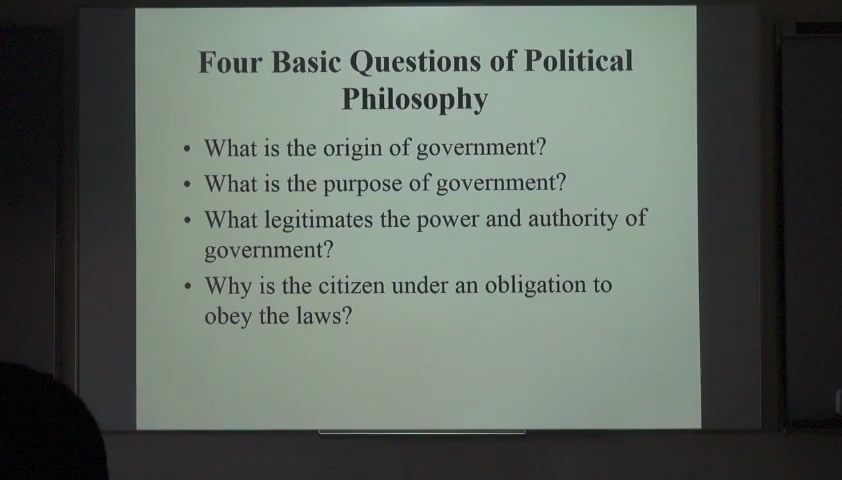 Four Basic Questions of Political
Philosophy
• What is the origin of government?
• What is the purpose of government?
• What legitimates the power and authority of
government?
• Why is the citizen under an obligation to
obey the laws?